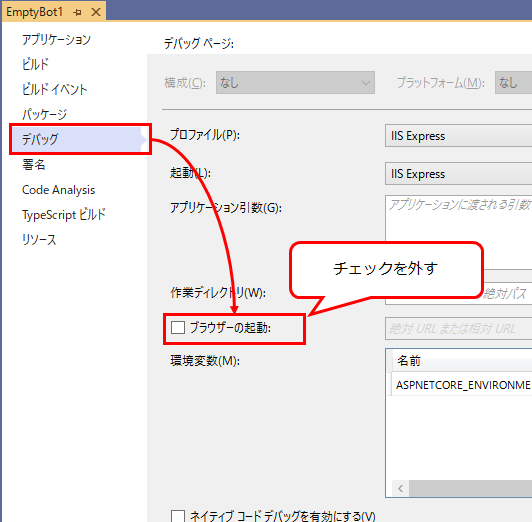 EmptyBot1
アプリケーション
ビルド
ビルド イベント
パッケージ
デバッグ
署名
Code Analysis
TypeScript ビルド
リソース
デバッグ ページ:
構成(C): なし プラットフォーム(M): なし
プロファイル(P): IIS Express
起動(L): IIS Express
アプリケーション引数(G): アプリケーションに渡される引数
チェックを外す
作業ディレクトリ(W): 絶対パス
ブラウザーの起動: 絶対 URL または相対 URL
環境変数(M): 名前
ASPNETCORE_ENVIRONME
ネイティブ コード デバッグを有効にする(V)